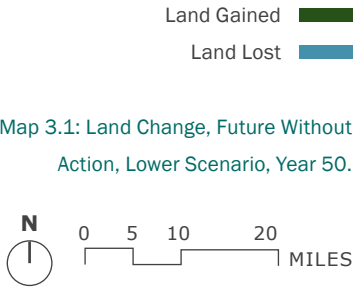 Land Gained
Land Lost
Map 3.1: Land Change, Future Without
Action, Lower Scenario, Year 50.
N
0 5 10 20
MILES